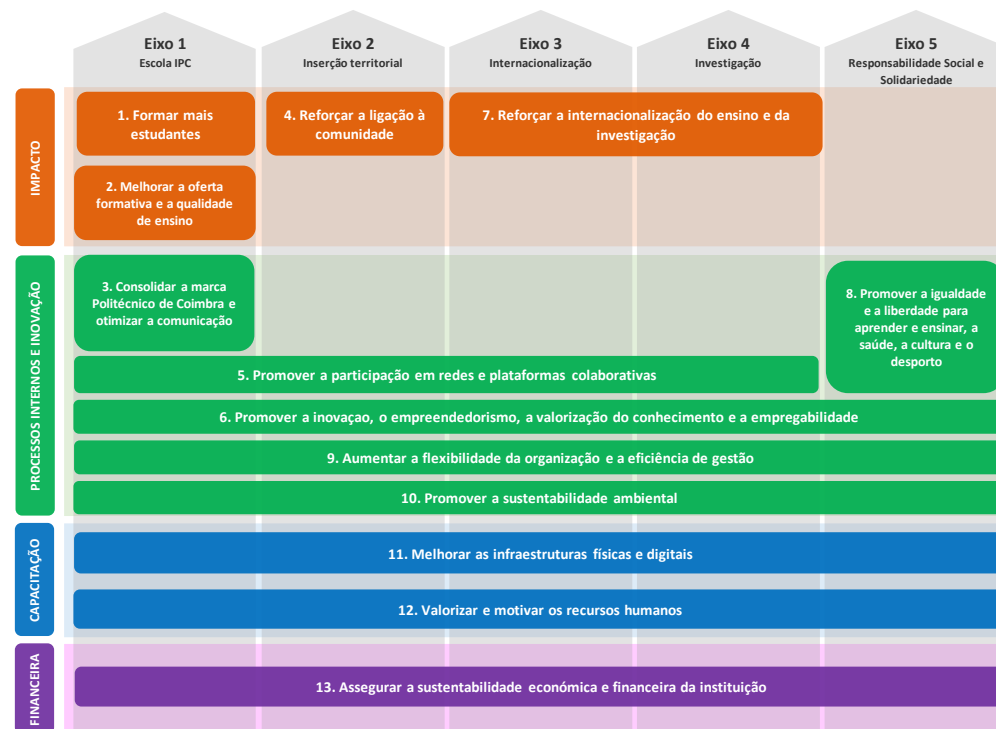 Eixo 1
Escola IPC
Eixo 2
Inserção territorial
Eixo 3
Internacionalização
Eixo 4
Investigação
Eixo 5
Responsabilidade Social e
Solidariedade
IMPACTO
1. Formar mais
estudantes
4. Reforçar a ligação à
comunidade
7. Reforçar a internacionalização do ensino e da
investigação
2. Melhorar a oferta
formativa e a qualidade
de ensino
PROCESSOS INTERNOS E INOVAÇÃO
3. Consolidar a marca
Politécnico de Coimbra e
otimizar a comunicação
8. Promover a igualdade
e a liberdade para
aprender e ensinar, a
saúde, a cultura e o
desporto
5. Promover a participação em redes e plataformas colaborativas
6. Promover a inovaçao, o empreendedorismo, a valorização do conhecimento e a empregabilidade
9. Aumentar a flexibilidade da organização e a eficiência de gestão
10. Promover a sustentabilidade ambiental
CAPACITAÇÃO
11. Melhorar as infraestruturas físicas e digitais
12. Valorizar e motivar os recursos humanos
FINANCEIRA
13. Assegurar a sustentabilidade económica e financeira da instituição